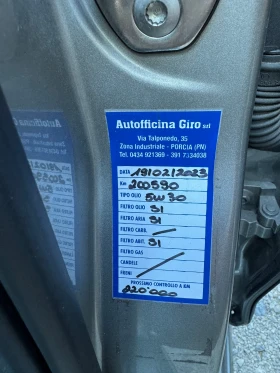 Autofficina Giro srl
Via Talponedo, 35
Zona Industriale - PORCIA (PN)
Tel. 0434 921369 - 391 7534038
DATA 19/02/2023
Km 200590
TIPO OLIO 5W30
FILTRO OLIO SI
FILTRO ARIA SI
FILTRO CARB. /
FILTRO ABIT. SI
FILTRO GAS
CANDELE /
FRENI
PROSSIMO CONTROLLO A KM
220'000